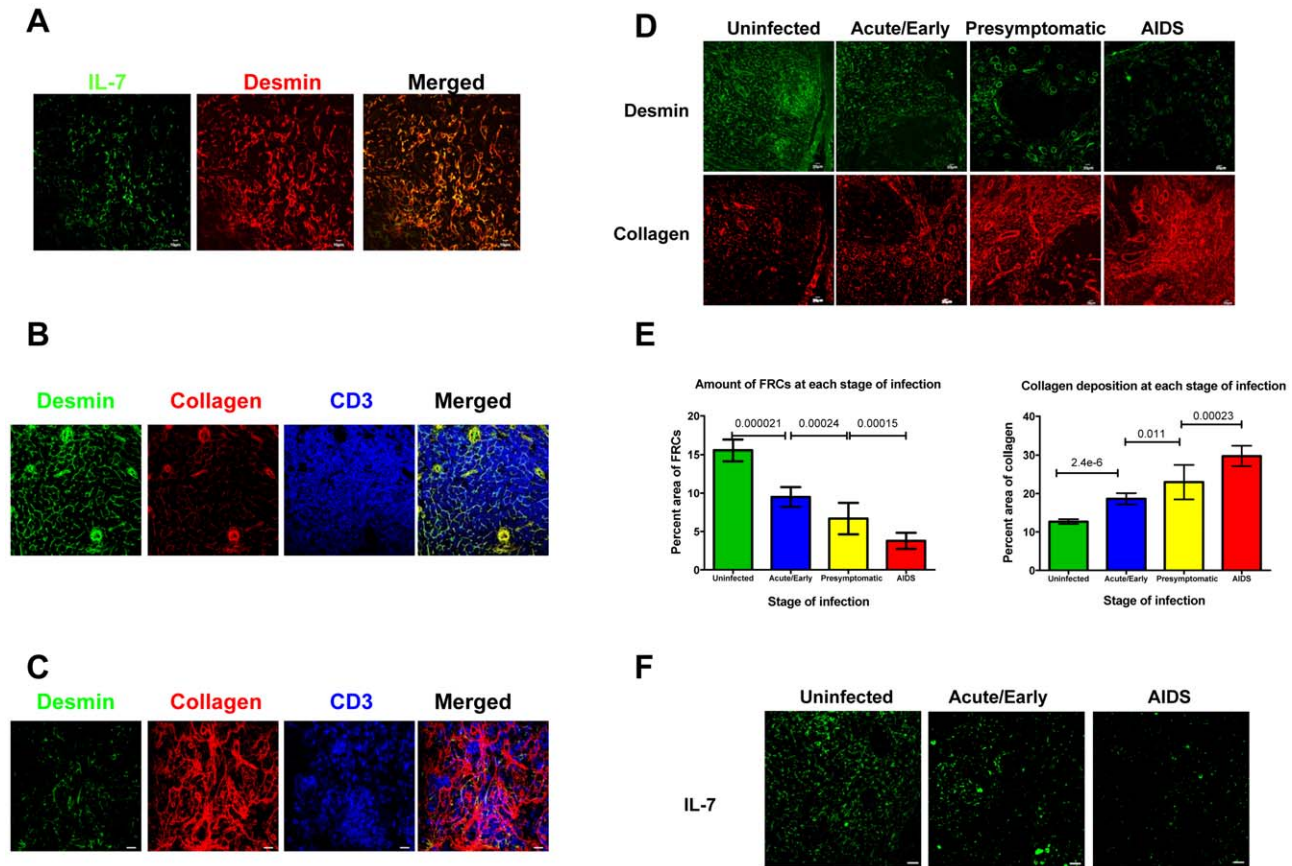 A
IL-7 Desmin Merged
B
Desmin Collagen CD3 Merged
C
Desmin Collagen CD3 Merged
D
Uninfected Acute/Early Presymptomatic AIDS
Desmin
Collagen
E
Amount of FRCs at each stage of infection
0.000021 0.00024 0.00015
Percent area of FRCs
20
15
10
5
0
Uninfected Acute/Early Presymptomatic AIDS
Stage of infection
Collagen deposition at each stage of infection
0.00023
0.011
2.4e-6
Percent area of collagen
40
30
20
10
0
Uninfected Acute/Early Presymptomatic AIDS
Stage of infection
F
Uninfected Acute/Early AIDS
IL-7